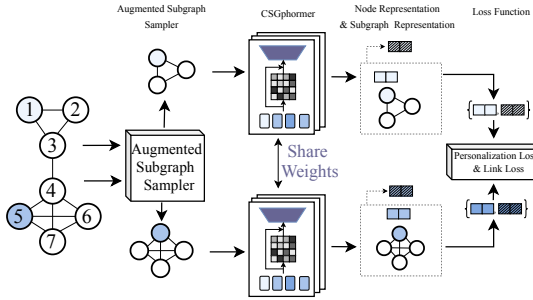 Augmented Subgraph
Sampler
CSGphormer
Node Representation
& Subgraph Representation
Loss Function
1
2
3
4
5
6
7
Augmented
Subgraph
Sampler
Share
Weights
{ , }
Personalization Loss
& Link Loss
{ , }